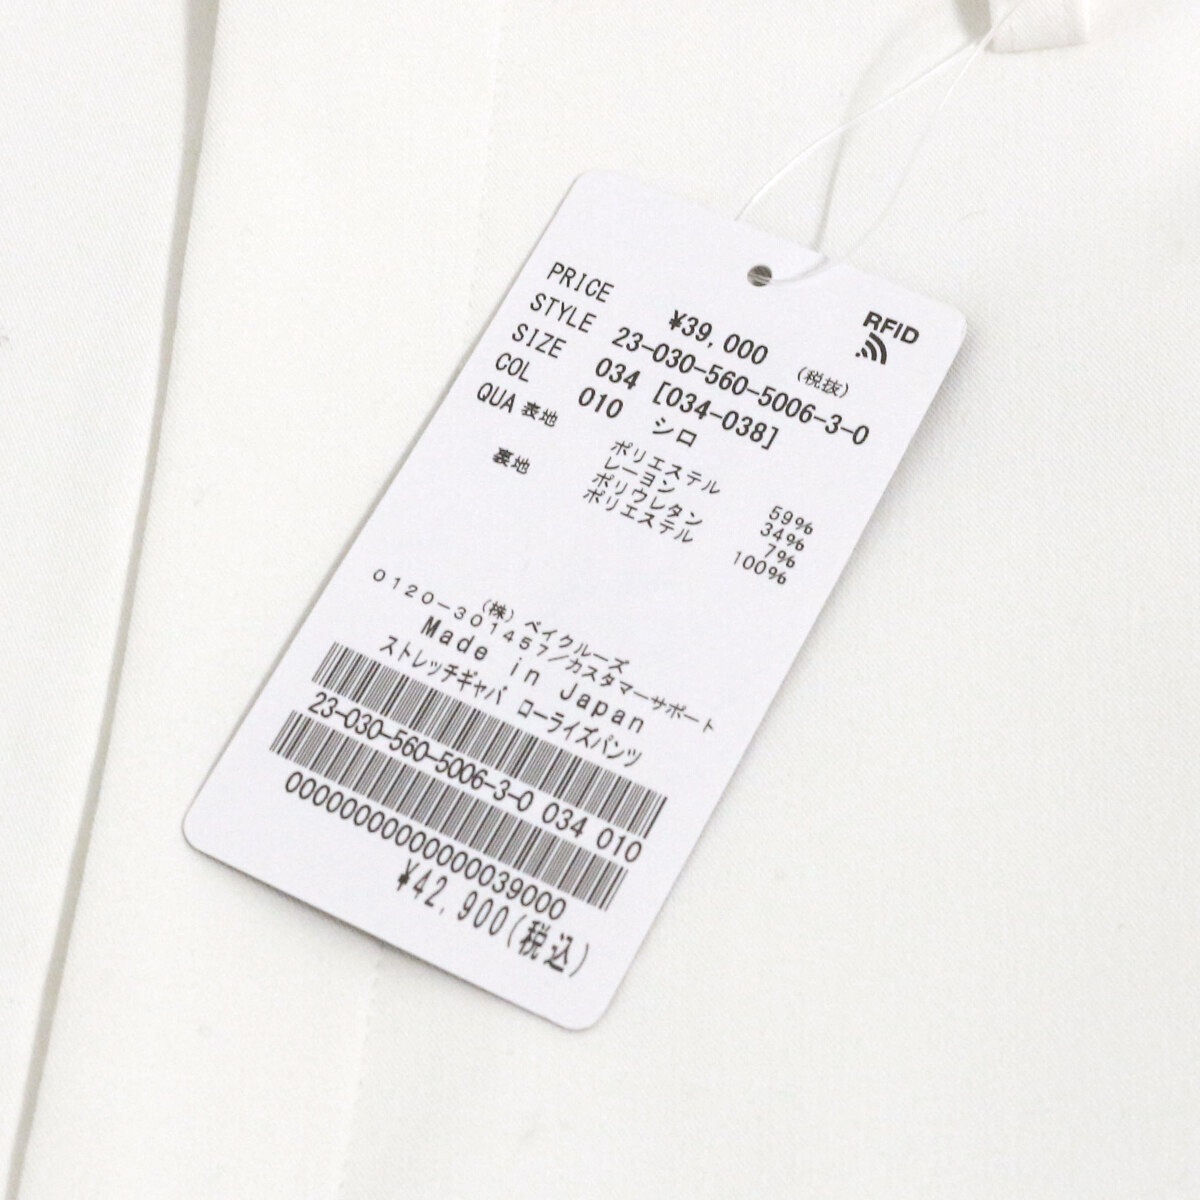 RFID
PRICE ¥39,000 (税抜)
STYLE 23-030-560-5006-3-0
SIZE 034 [034-038]
COL 010 シロ
QUA 表地 ポリエステル 59%
レーヨン 34%
ポリウレタン 7%
裏地 ポリエステル 100%
(株) ベイクルーズ
0120-301457/カスタマーサポート
Made in Japan
ストレッチギャバ ローライズパンツ
23-030-560-5006-3-0 034 010
0000000000000039000
¥42,900(税込)